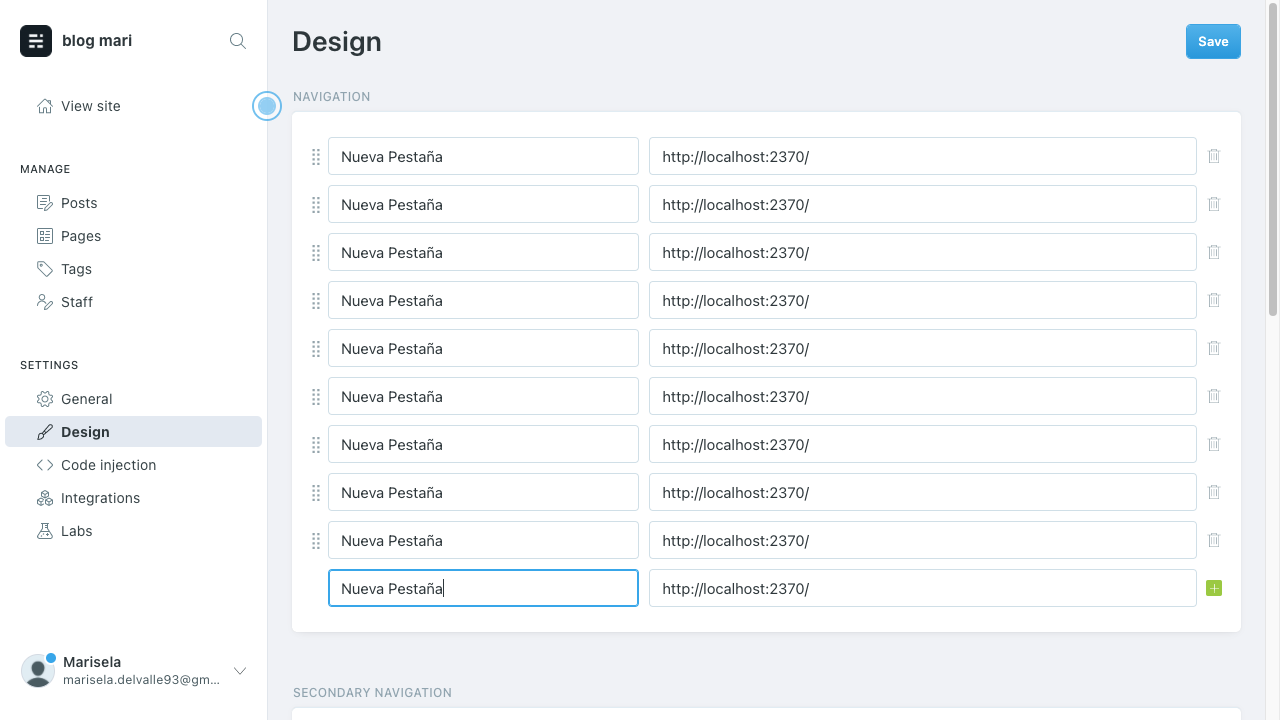 blog mari
Design
Save
View site
NAVIGATION
MANAGE
Posts
Pages
Tags
Staff
SETTINGS
General
Design
Code injection
Integrations
Labs
Nueva Pestaña http://localhost:2370/
Nueva Pestaña http://localhost:2370/
Nueva Pestaña http://localhost:2370/
Nueva Pestaña http://localhost:2370/
Nueva Pestaña http://localhost:2370/
Nueva Pestaña http://localhost:2370/
Nueva Pestaña http://localhost:2370/
Nueva Pestaña http://localhost:2370/
Nueva Pestaña http://localhost:2370/
Nueva Pestaña http://localhost:2370/
Marisela
marisela.delvalle93@gm...
SECONDARY NAVIGATION